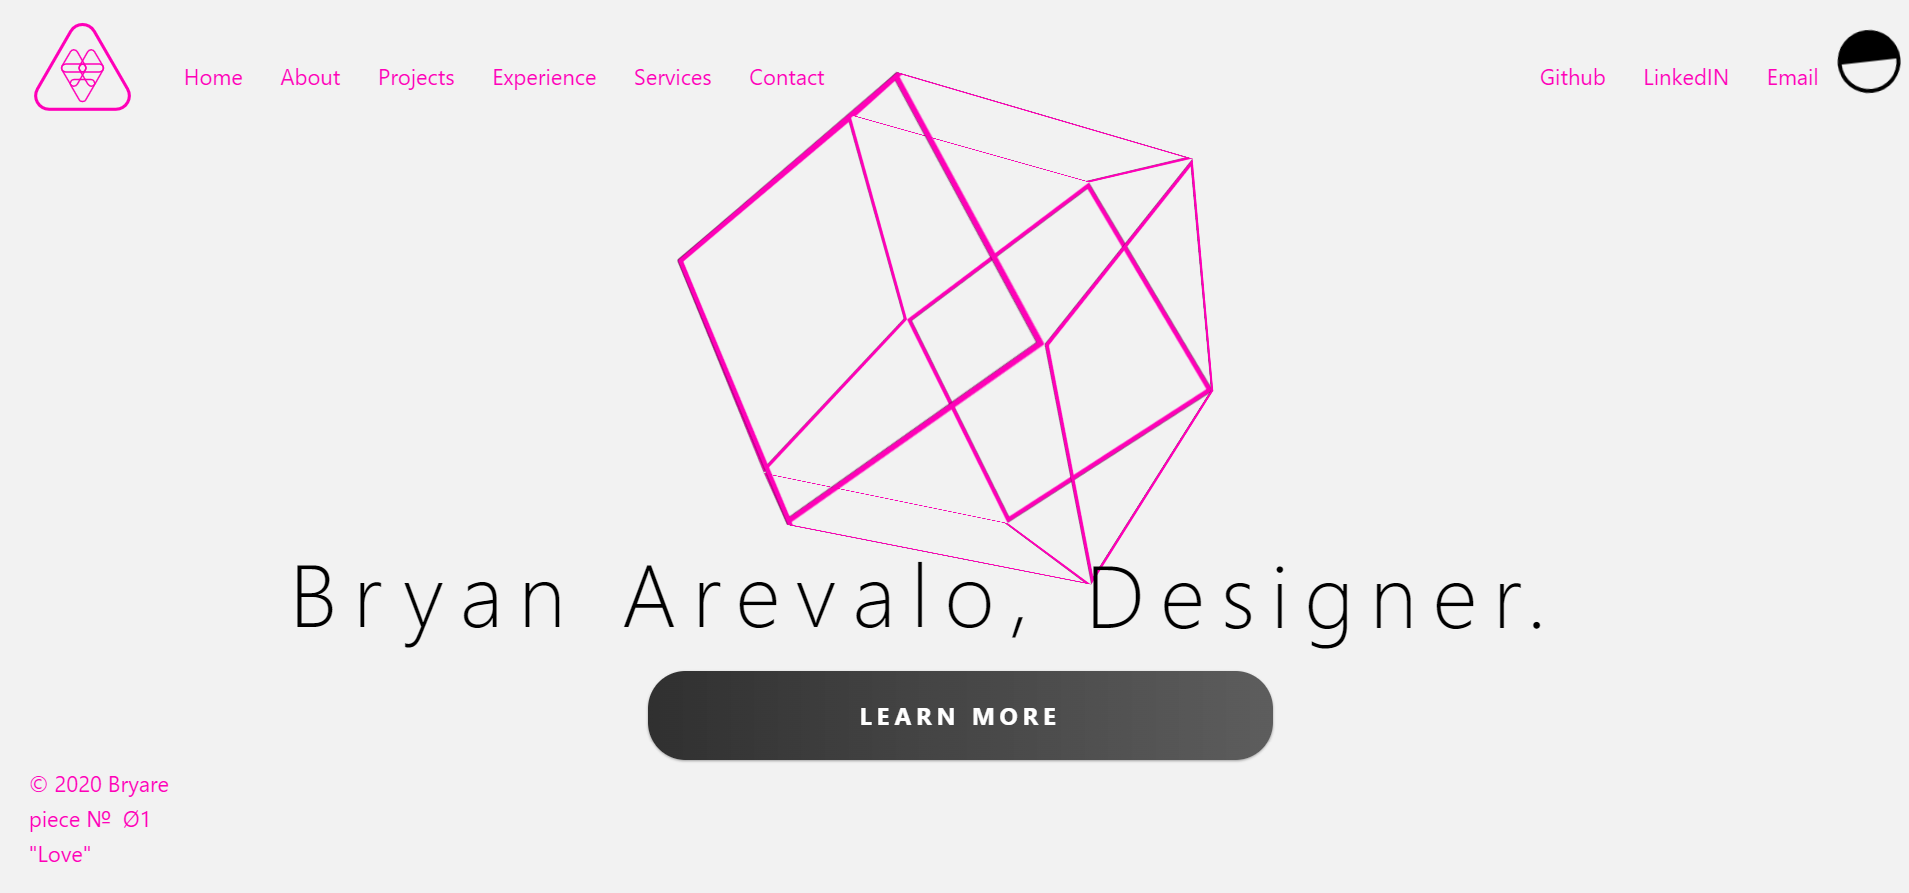 Home About Projects Experience Services Contact Github LinkedIN Email
Bryan Arevalo, Designer.
LEARN MORE
© 2020 Bryare
piece № Ø1
"Love"